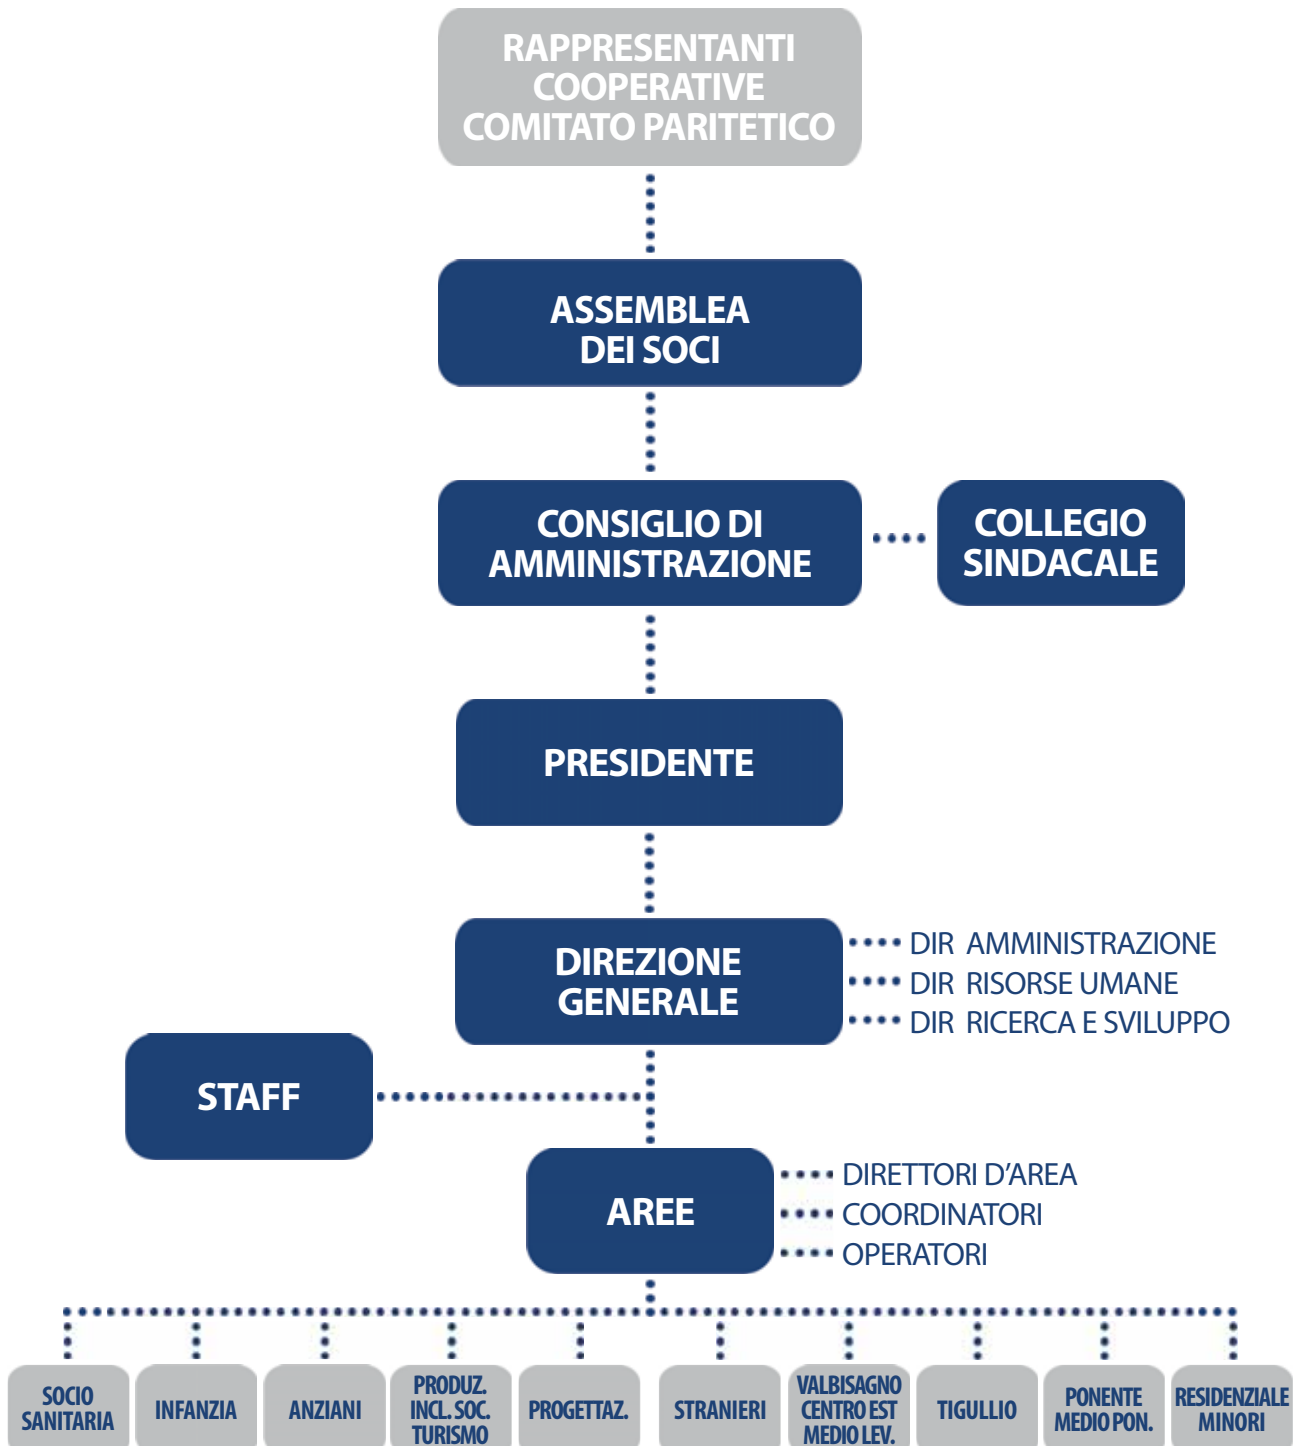 RAPPRESENTANTI
COOPERATIVE
COMITATO PARITETICO
ASSEMBLEA
DEI SOCI
CONSIGLIO DI
AMMINISTRAZIONE
COLLEGIO
SINDACALE
PRESIDENTE
DIREZIONE
GENERALE
DIR AMMINISTRAZIONE
DIR RISORSE UMANE
DIR RICERCA E SVILUPPO
STAFF
AREE
DIRETTORI D'AREA
COORDINATORI
OPERATORI
SOCIO
SANITARIA
INFANZIA
ANZIANI
PRODUZ.
INCL. SOC.
TURISMO
PROGETTAZ.
STRANIERI
VALBISAGNO
CENTRO EST
MEDIO LEV.
TIGULLIO
PONENTE
MEDIO PON.
RESIDENZIALE
MINORI